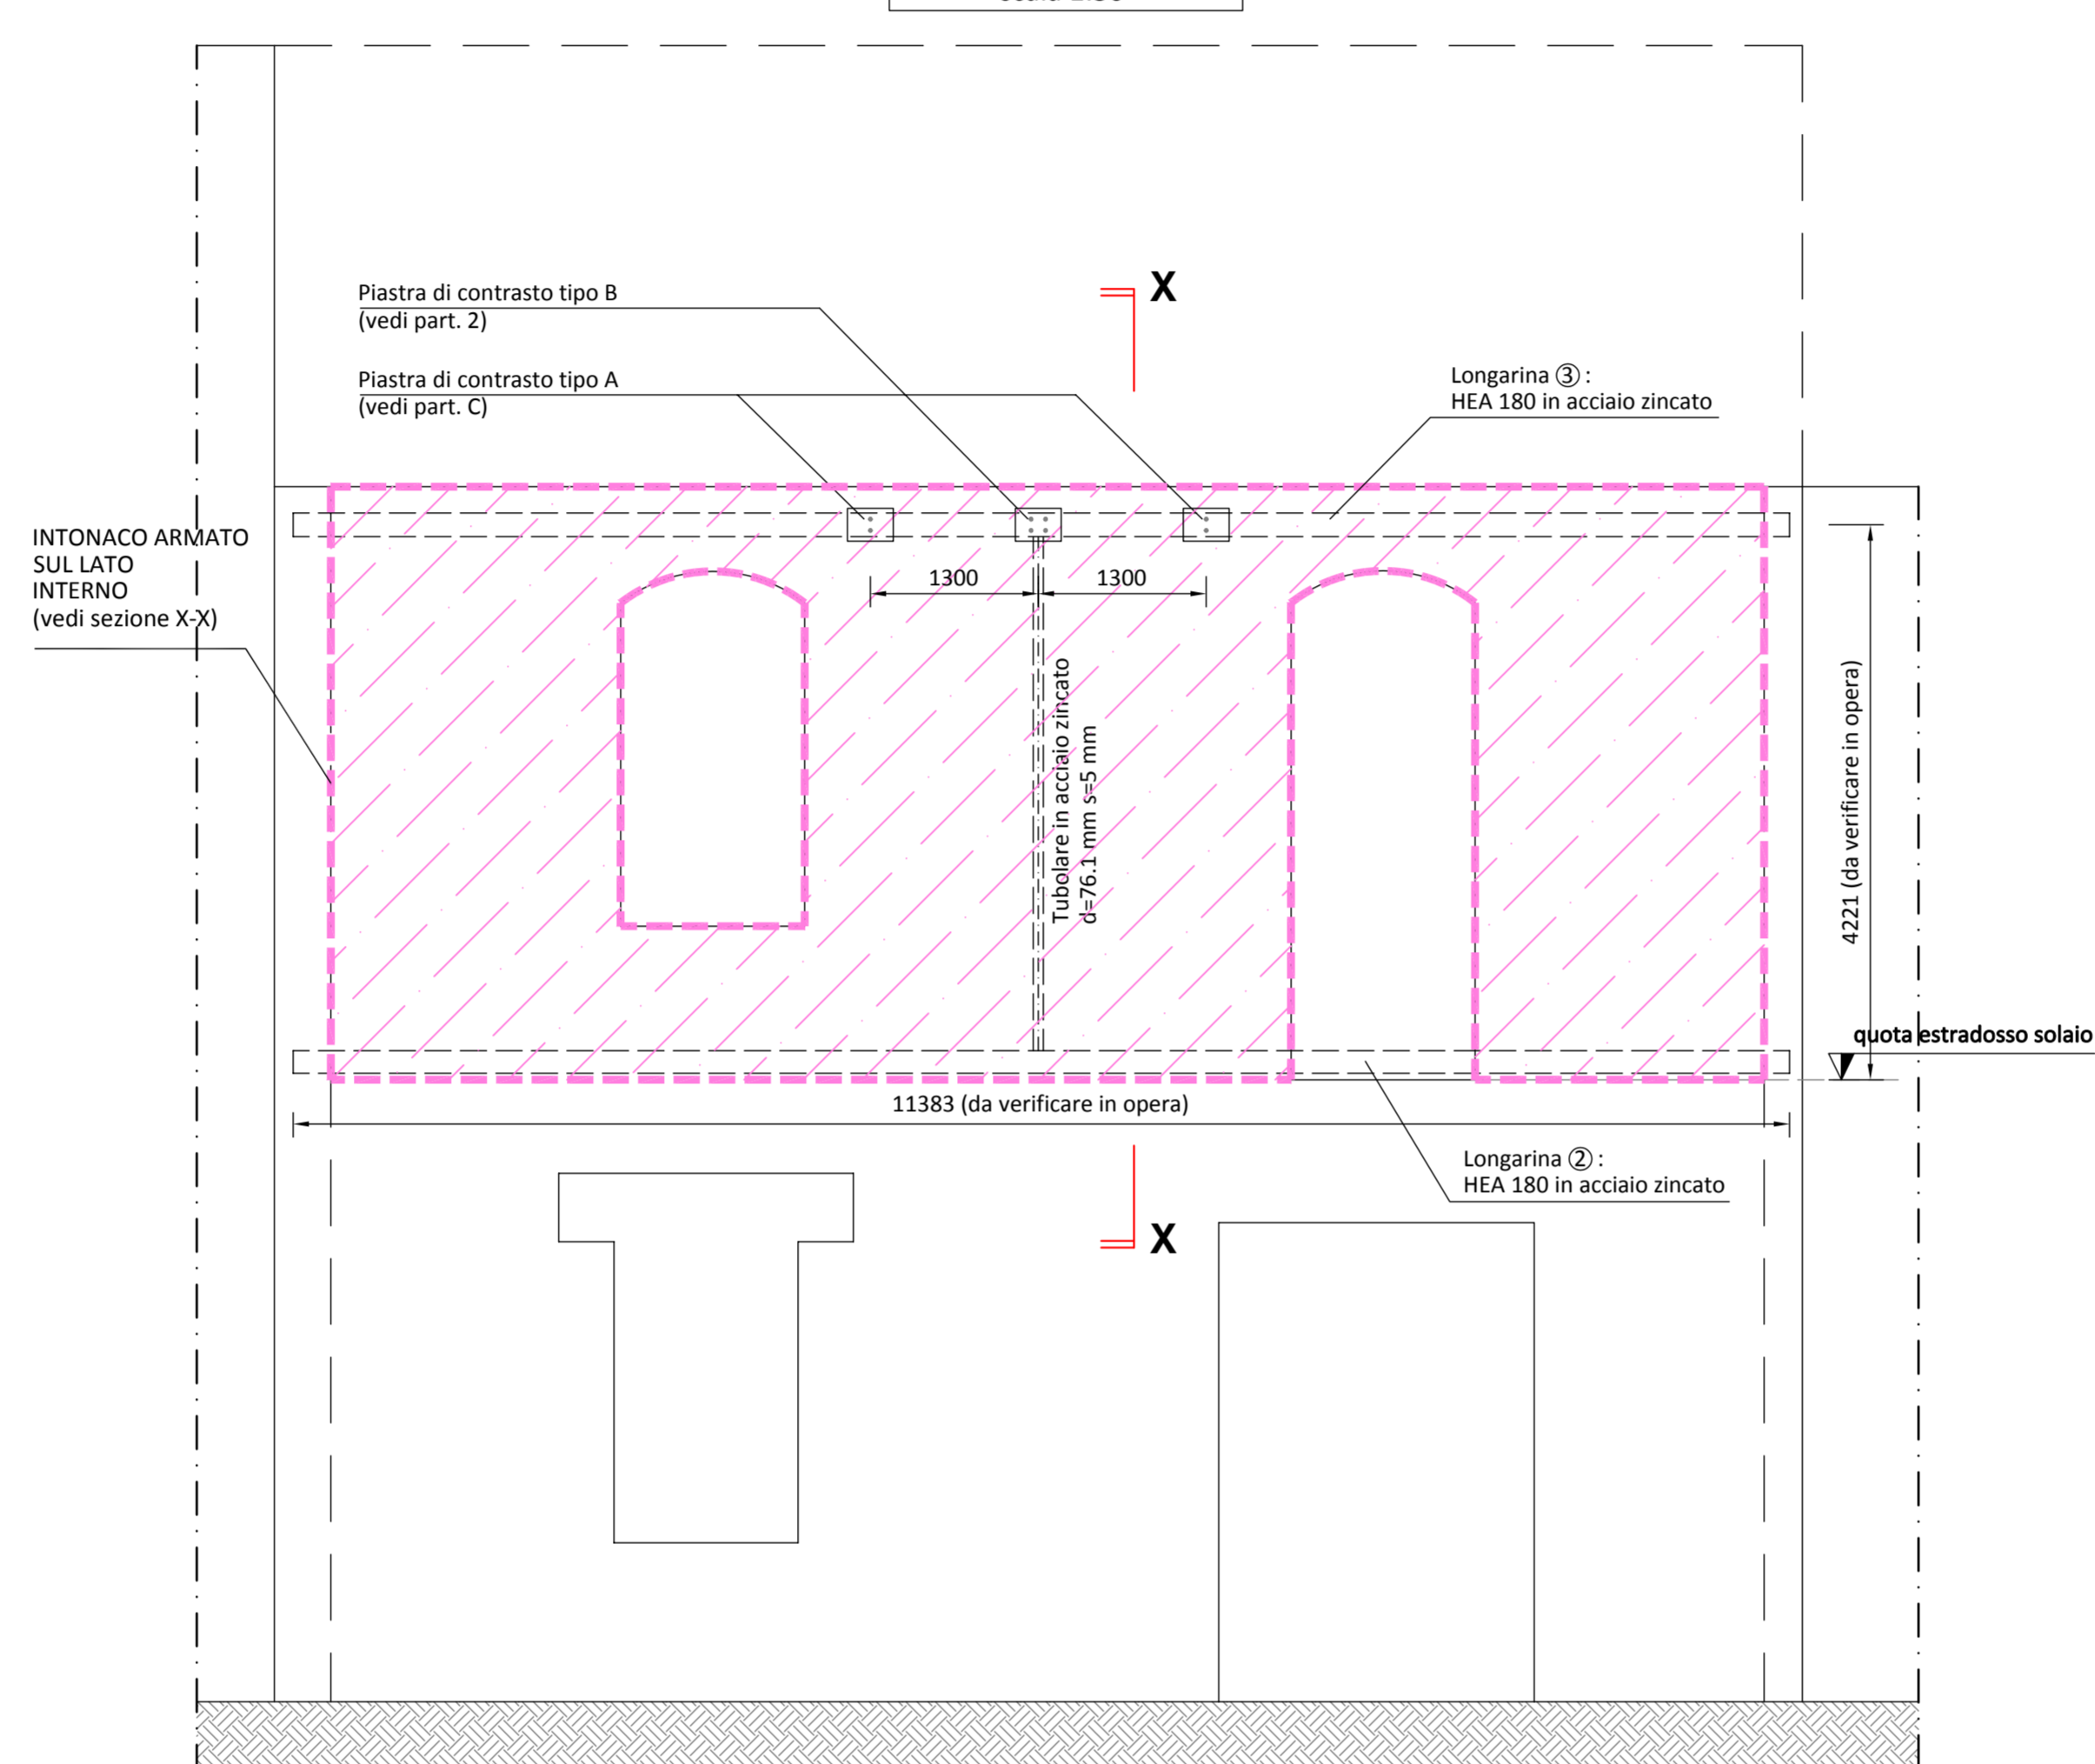 Piastra di contrasto tipo B
(vedi part. 2)
X
Piastra di contrasto tipo A
(vedi part. C)
Longarina ③ :
HEA 180 in acciaio zincato
INTONACO ARMATO
SUL LATO
INTERNO
(vedi sezione X-X)
1300
1300
Tubolare in acciaio zincato
d=76.1 mm s=5 mm
4221 (da verificare in opera)
quota estradosso solaio
11383 (da verificare in opera)
Longarina ② :
HEA 180 in acciaio zincato
X